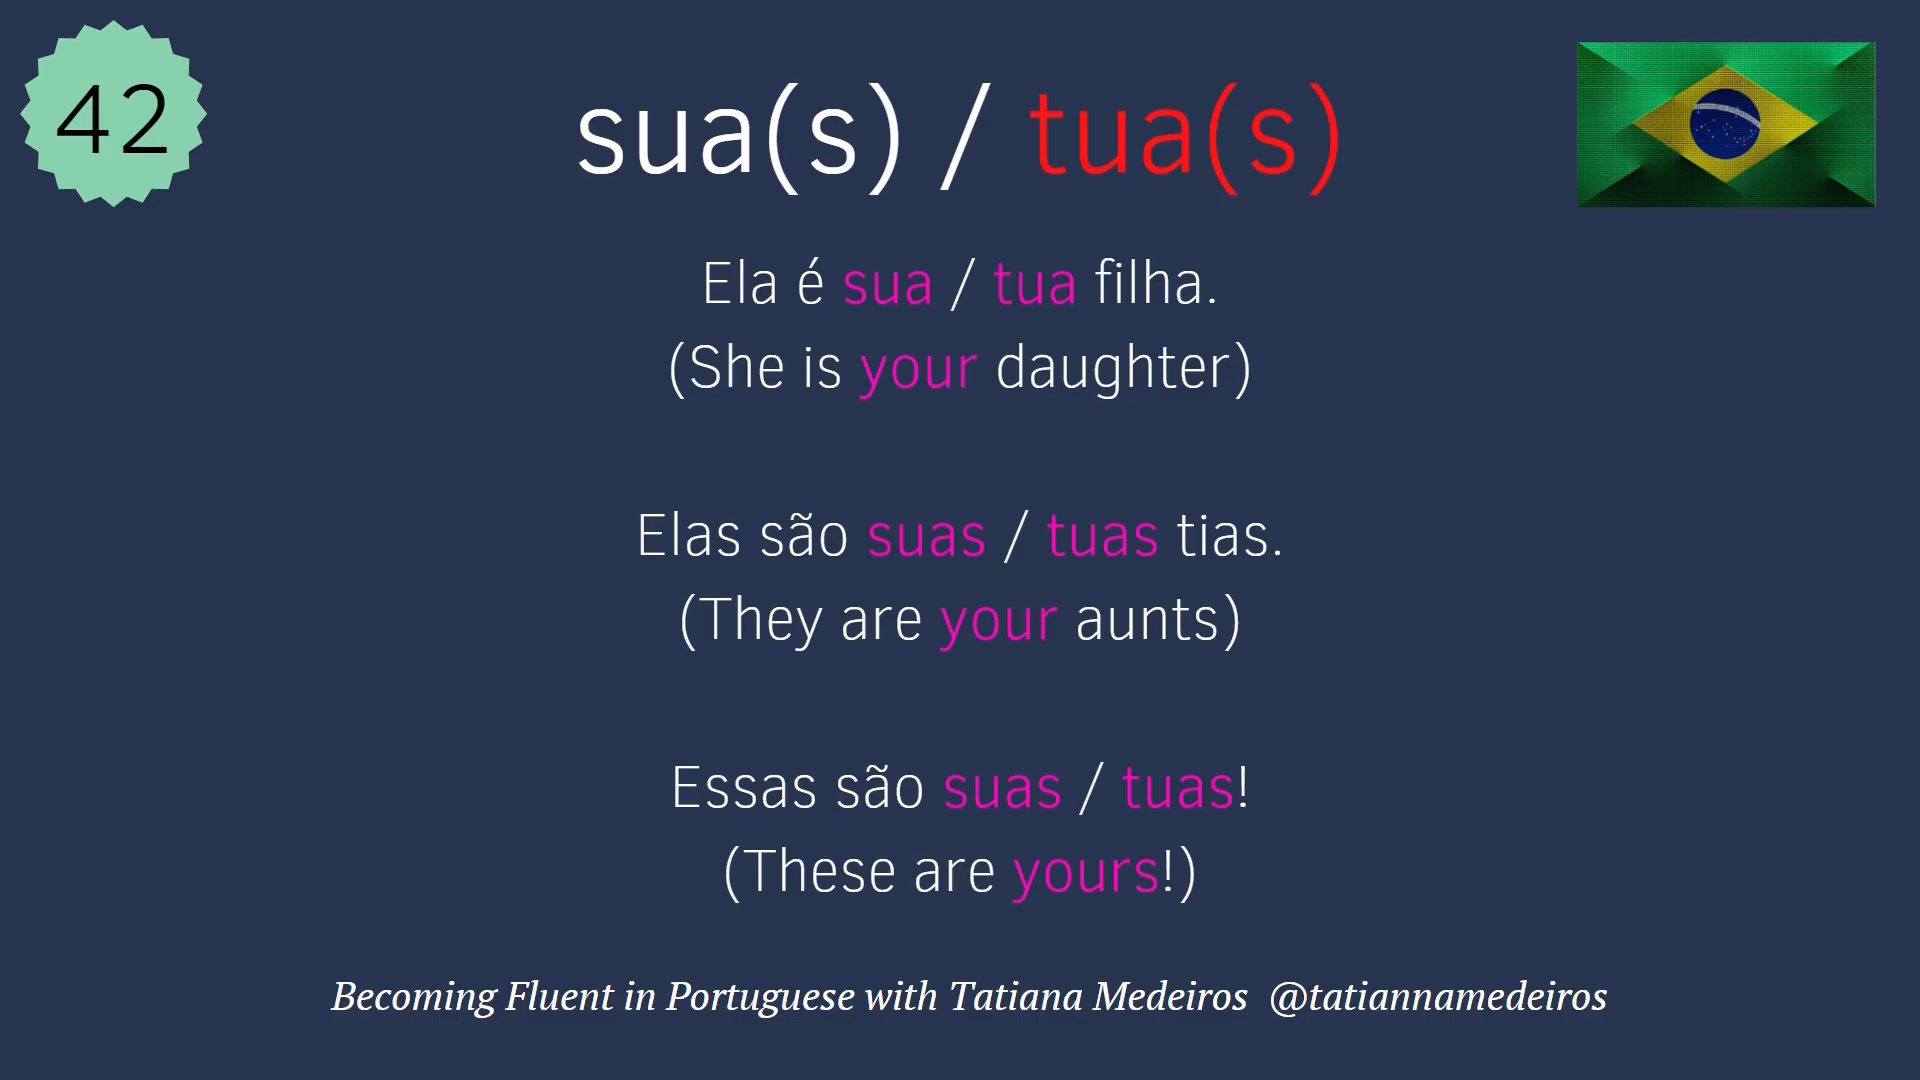 42
sua(s) / tua(s)
Ela é sua / tua filha.
(She is your daughter)
Elas são suas / tuas tias.
(They are your aunts)
Essas são suas / tuas!
(These are yours!)
Becoming Fluent in Portuguese with Tatiana Medeiros @tatiannamedeiros